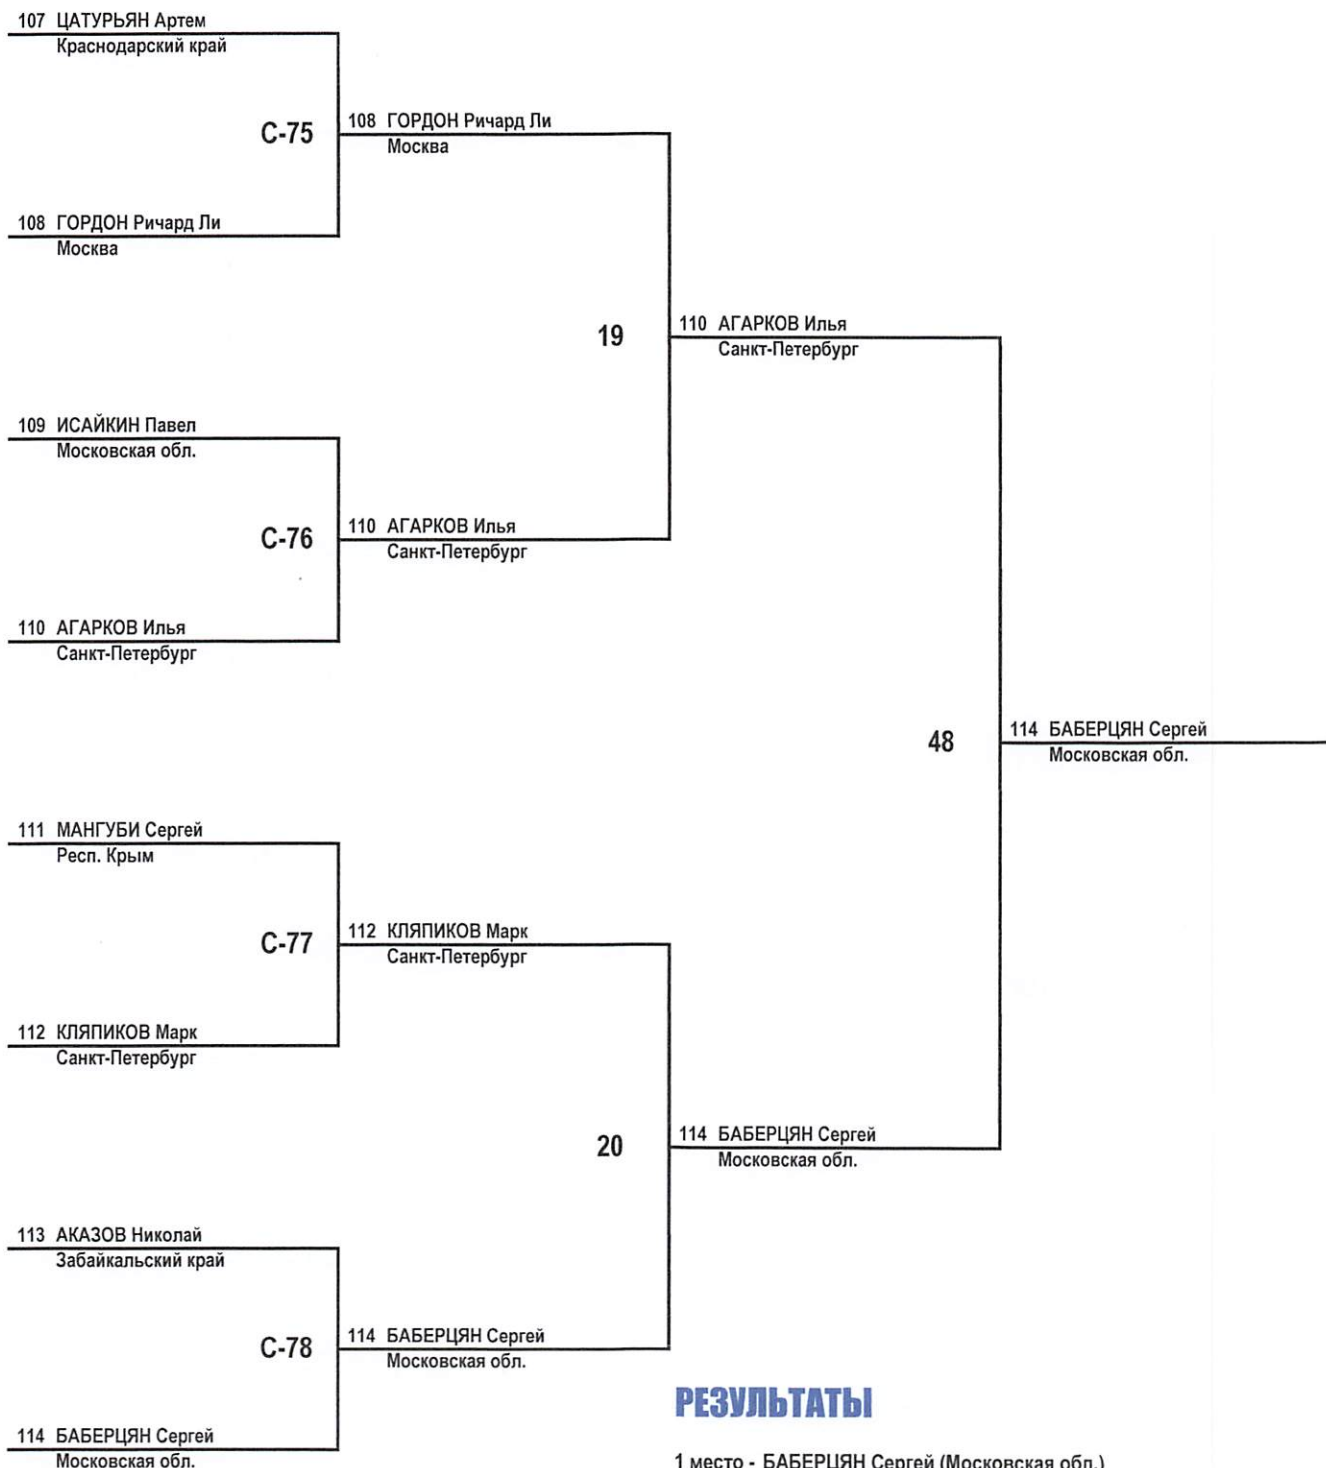 107 ЦАТУРЬЯН Артем
Краснодарский край
С-75
108 ГОРДОН Ричард Ли
Москва
108 ГОРДОН Ричард Ли
Москва
19
110 АГАРКОВ Илья
Санкт-Петербург
109 ИСАЙКИН Павел
Московская обл.
С-76
110 АГАРКОВ Илья
Санкт-Петербург
110 АГАРКОВ Илья
Санкт-Петербург
48
114 БАБЕРЦЯН Сергей
Московская обл.
111 МАНГУБИ Сергей
Респ. Крым
С-77
112 КЛЯПИКОВ Марк
Санкт-Петербург
112 КЛЯПИКОВ Марк
Санкт-Петербург
20
114 БАБЕРЦЯН Сергей
Московская обл.
113 АКАЗОВ Николай
Забайкальский край
С-78
114 БАБЕРЦЯН Сергей
Московская обл.
114 БАБЕРЦЯН Сергей
Московская обл.
РЕЗУЛЬТАТЫ
1 место - БАБЕРЦЯН Сергей (Московская обл.)